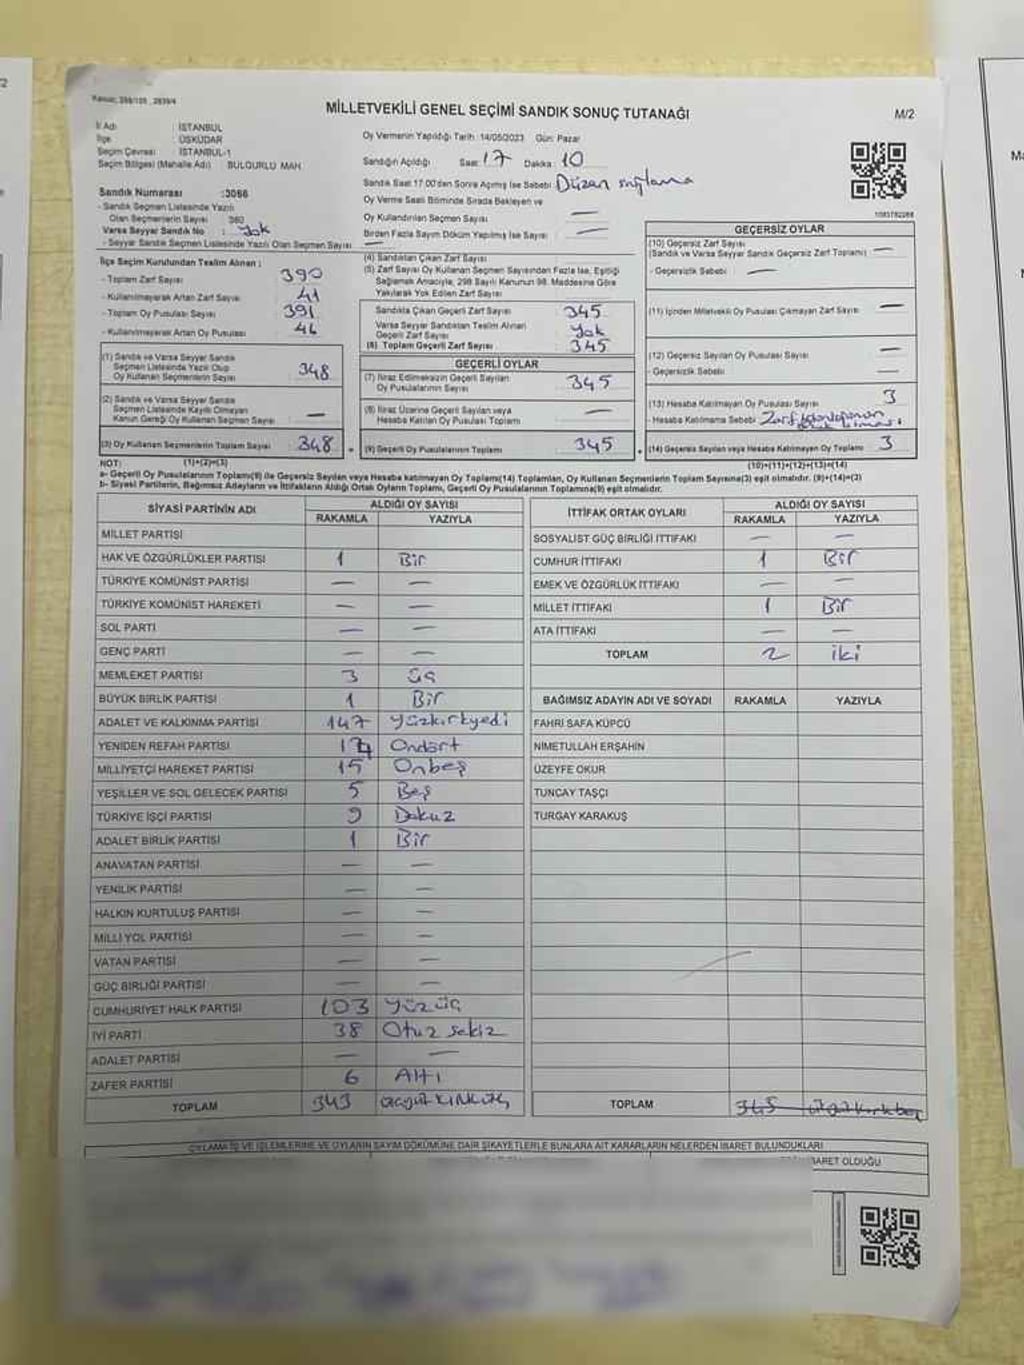 Kanun; 298/105 , 2839/4
MİLLETVEKİLİ GENEL SEÇİMİ SANDIK SONUÇ TUTANAĞI
M/2
İl Adı : İSTANBUL
İlçe : ÜSKÜDAR
Seçim Çevresi : İSTANBUL-1
Seçim Bölgesi (Mahalle Adı) BULGURLU MAH.
Oy Vermenin Yapıldığı Tarih :14/05/2023 Gün: Pazar
Sandığın Açıldığı Saat 17 Dakika: 10
Sandık Saat 17:00'den Sonra Açılmış İse Sebebi Düzen sağlama
Oy Verme Saati Bitiminde Sırada Bekleyen ve
Oy Kullandırılan Seçmen Sayısı —
Birden Fazla Sayım Döküm Yapılmış İse Sayısı —
Sandık Numarası :3066
- Sandık Seçmen Listesinde Yazılı
Olan Seçmenlerin Sayısı 380
Varsa Seyyar Sandık No : Yok
- Seyyar Sandık Seçmen Listesinde Yazılı Olan Seçmen Sayısı —
İlçe Seçim Kurulundan Teslim Alınan :
- Toplam Zarf Sayısı 390
- Kullanılmayarak Artan Zarf Sayısı 41
- Toplam Oy Pusulası Sayısı 391
- Kullanılmayarak Artan Oy Pusulası 44
(1) Sandık ve Varsa Seyyar Sandık
Seçmen Listesinde Yazılı Olup
Oy Kullanan Seçmenlerin Sayısı 348
(2) Sandık ve Varsa Seyyar Sandık
Seçmen Listesinde Kayıtlı Olmayan
Kanun Gereği Oy Kullanan Seçmen Sayısı —
(3) Oy Kullanan Seçmenlerin Toplam Sayısı 348
(1)+(2)=(3)
(4) Sandıktan Çıkan Zarf Sayısı
(5) Zarf Sayısı Oy Kullanan Seçmen Sayısından Fazla İse, Eşitliği
Sağlamak Amacıyla, 298 Sayılı Kanunun 98. Maddesine Göre
Yakılarak Yok Edilen Zarf Sayısı
Sandıkta Çıkan Geçerli Zarf Sayısı 345
Varsa Seyyar Sandıktan Teslim Alınan
Geçerli Zarf Sayısı Yok
(6) Toplam Geçerli Zarf Sayısı 345
GEÇERLİ OYLAR
(7) İtiraz Edilmeksizin Geçerli Sayılan
Oy Pusulalarının Sayısı 345
(8) İtiraz Üzerine Geçerli Sayılan veya
Hesaba Katılan Oy Pusulası Toplamı —
(9) Geçerli Oy Pusulalarının Toplamı 345
1083782268
GEÇERSİZ OYLAR
(10) Geçersiz Zarf Sayısı
(Sandık ve Varsa Seyyar Sandık Geçersiz Zarf Toplamı) —
- Geçersizlik Sebebi —
(11) İçinden Milletvekili Oy Pusulası Çıkmayan Zarf Sayısı —
(12) Geçersiz Sayılan Oy Pusulası Sayısı —
- Geçersizlik Sebebi —
(13) Hesaba Katılmayan Oy Pusulası Sayısı 3
- Hesaba Katılmama Sebebi Zarf
(14) Geçersiz Sayılan veya Hesaba Katılmayan Oy Toplamı 3
(10)+(11)+(12)+(13)=(14)
NOT:
a- Geçerli Oy Pusulalarının Toplamı(9) ile Geçersiz Sayılan veya Hesaba katılmayan Oy Toplamı(14) Toplamları, Oy Kullanan Seçmenlerin Toplam Sayısına(3) eşit olmalıdır. (9)+(14)=(3)
b- Siyasi Partilerin, Bağımsız Adayların ve İttifakların Aldığı Ortak Oyların Toplamı, Geçerli Oy Pusulalarının Toplamına(9) eşit olmalıdır.
SİYASİ PARTİNİN ADI ALDIĞI OY SAYISI
RAKAMLA YAZIYLA
MİLLET PARTİSİ
HAK VE ÖZGÜRLÜKLER PARTİSİ 1 Bir
TÜRKİYE KOMÜNİST PARTİSİ — —
TÜRKİYE KOMÜNİST HAREKETİ — —
SOL PARTİ — —
GENÇ PARTİ — —
MEMLEKET PARTİSİ 3 Üç
BÜYÜK BİRLİK PARTİSİ 1 Bir
ADALET VE KALKINMA PARTİSİ 147 Yüzkırkyedi
YENİDEN REFAH PARTİSİ 14 Ondört
MİLLİYETÇİ HAREKET PARTİSİ 15 Onbeş
YEŞİLLER VE SOL GELECEK PARTİSİ 5 Beş
TÜRKİYE İŞÇİ PARTİSİ 9 Dokuz
ADALET BİRLİK PARTİSİ 1 Bir
ANAVATAN PARTİSİ — —
YENİLİK PARTİSİ — —
HALKIN KURTULUŞ PARTİSİ — —
MİLLİ YOL PARTİSİ — —
VATAN PARTİSİ — —
GÜÇ BİRLİĞİ PARTİSİ — —
CUMHURİYET HALK PARTİSİ 103 Yüzüç
İYİ PARTİ 38 Otuz sekiz
ADALET PARTİSİ — —
ZAFER PARTİSİ 6 Altı
TOPLAM 343 üçyüz kırküç
İTTİFAK ORTAK OYLARI ALDIĞI OY SAYISI
RAKAMLA YAZIYLA
SOSYALİST GÜÇ BİRLİĞİ İTTİFAKI — —
CUMHUR İTTİFAKI 1 Bir
EMEK VE ÖZGÜRLÜK İTTİFAKI — —
MİLLET İTTİFAKI 1 Bir
ATA İTTİFAKI — —
TOPLAM 2 iki
BAĞIMSIZ ADAYIN ADI VE SOYADI RAKAMLA YAZIYLA
FAHRİ SAFA KÜPCÜ
NİMETULLAH ERŞAHİN
ÜZEYFE OKUR
TUNCAY TAŞÇI
TURGAY KARAKUŞ
TOPLAM 345 üçyüzkırkbeş
OYLAMA İŞ VE İŞLEMLERİNE VE OYLARIN SAYIM DÖKÜMÜNE DAİR ŞİKAYETLERLE BUNLARA AİT KARARLARIN NELERDEN İBARET BULUNDUKLARI
İBARET OLDUĞU